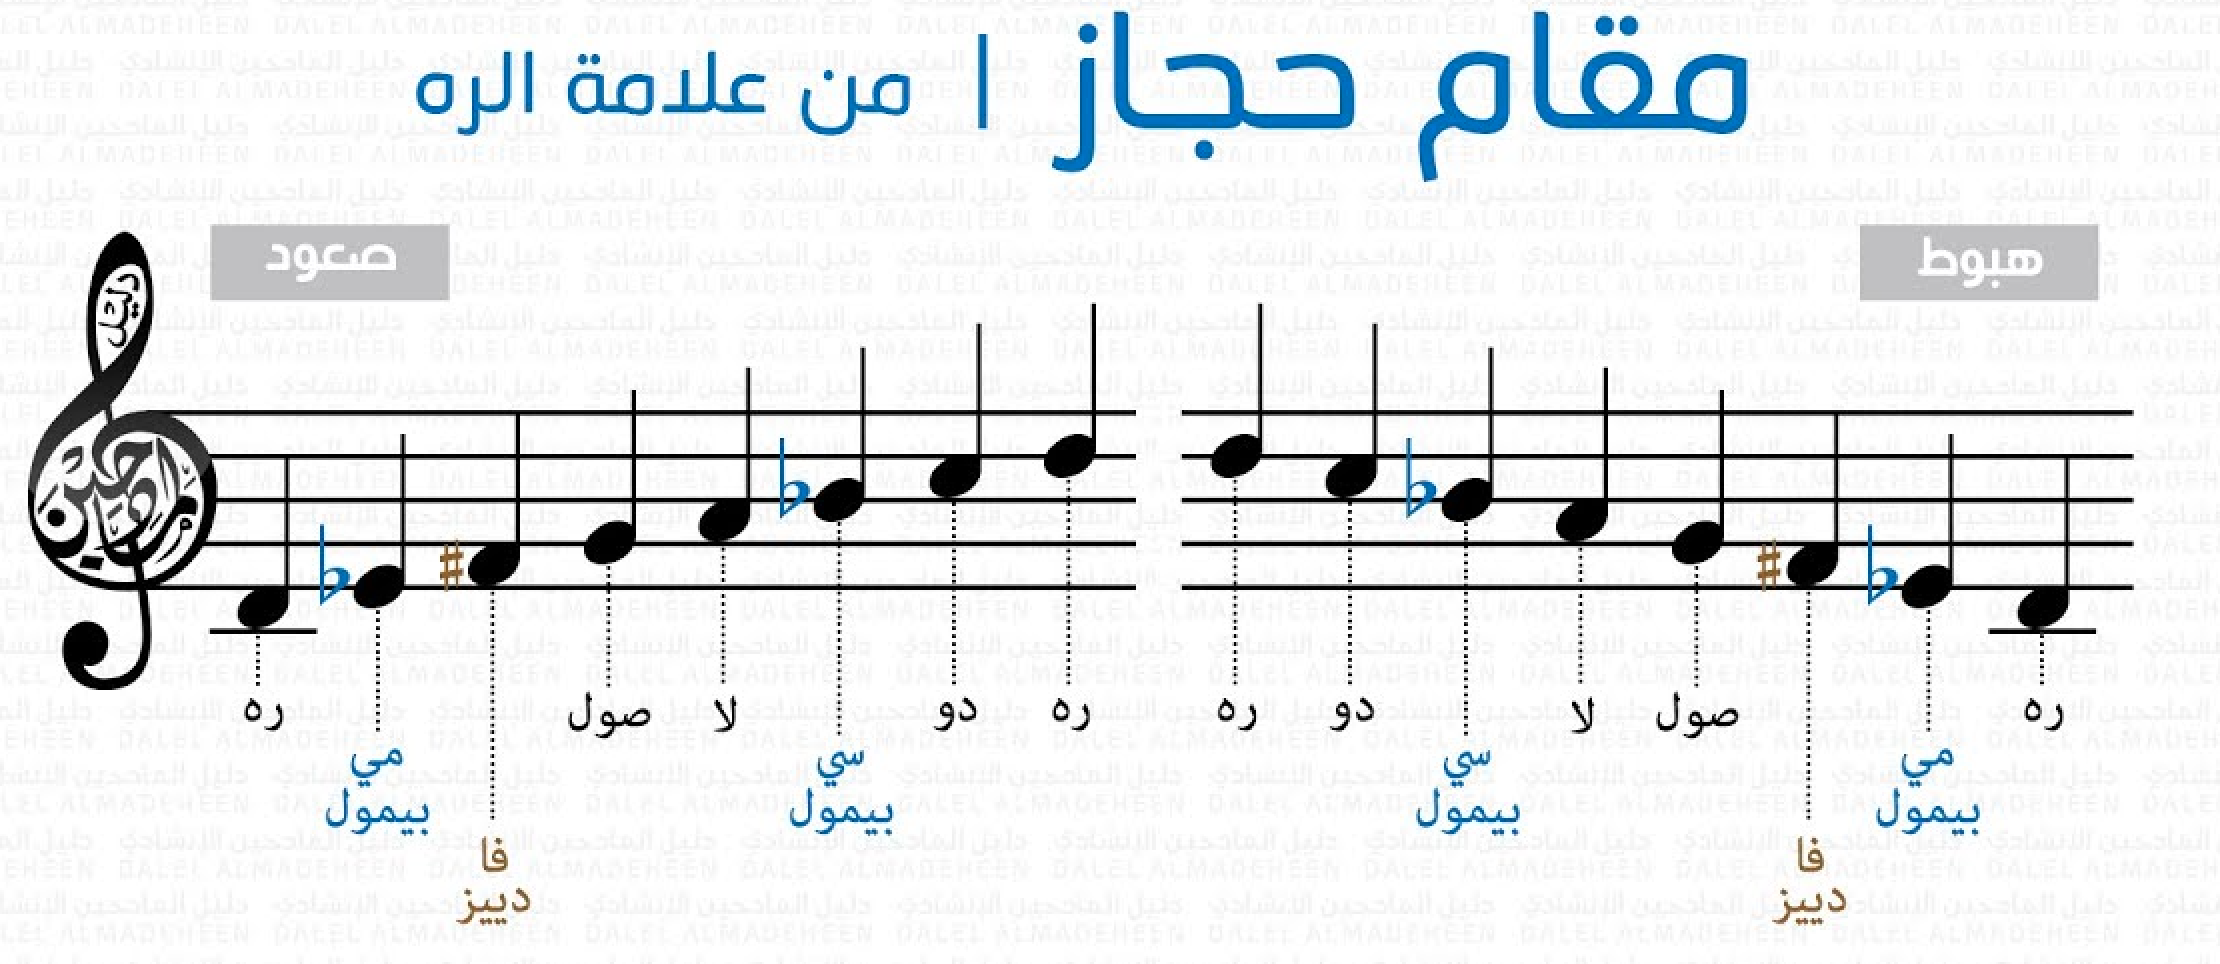 مقام حجاز | من علامة الره
صعود
هبوط
ره
مي بيمول
فا دييز
صول
لا
سي بيمول
دو
ره
ره
دو
سي بيمول
لا
صول
فا دييز
مي بيمول
ره
دليل المادحين الإنشادي
DALEL ALMADEHEEN